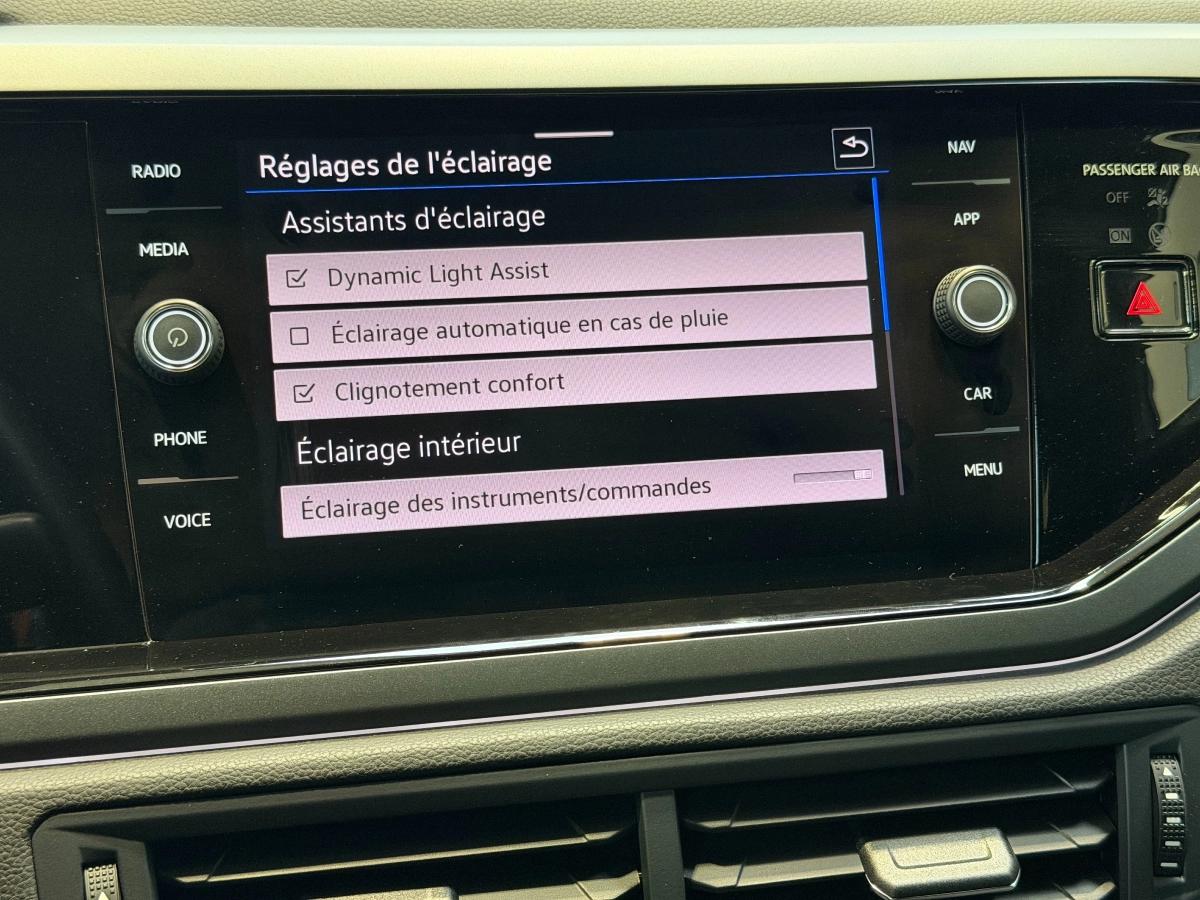 RADIO
MEDIA
PHONE
VOICE
Réglages de l'éclairage
Assistants d'éclairage
Dynamic Light Assist
Éclairage automatique en cas de pluie
Clignotement confort
Éclairage intérieur
Éclairage des instruments/commandes
NAV
APP
CAR
MENU
PASSENGER AIR BA
OFF
ON